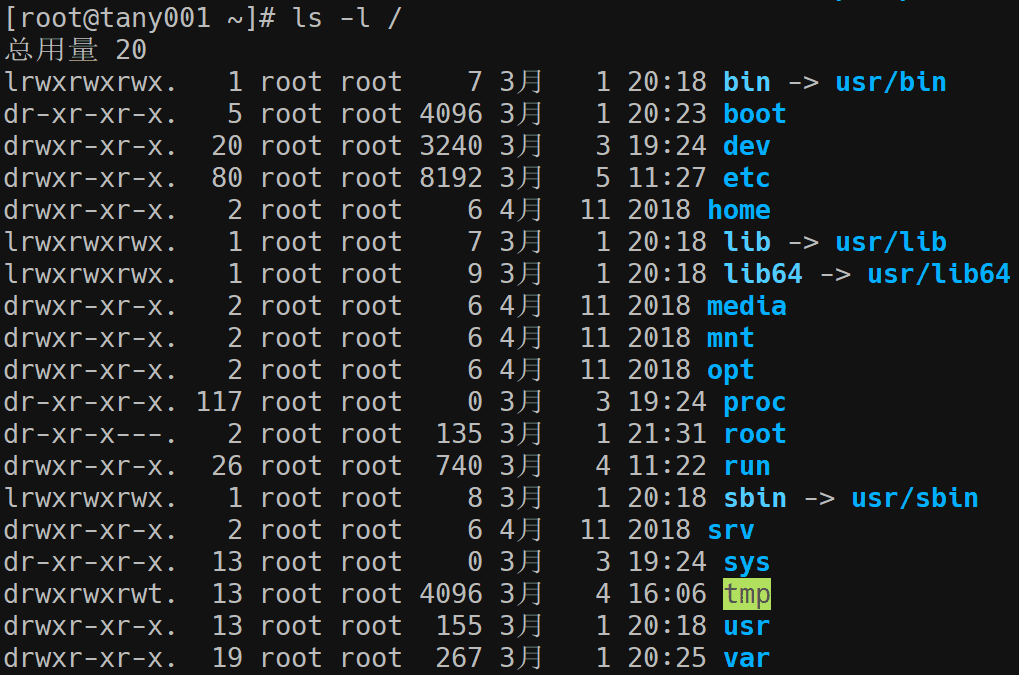 [root@tany001 ~]# ls -l /
总用量 20
lrwxrwxrwx.   1 root root    7 3月   1 20:18 bin -> usr/bin
dr-xr-xr-x.   5 root root 4096 3月   1 20:23 boot
drwxr-xr-x.  20 root root 3240 3月   3 19:24 dev
drwxr-xr-x.  80 root root 8192 3月   5 11:27 etc
drwxr-xr-x.   2 root root    6 4月  11 2018 home
lrwxrwxrwx.   1 root root    7 3月   1 20:18 lib -> usr/lib
lrwxrwxrwx.   1 root root    9 3月   1 20:18 lib64 -> usr/lib64
drwxr-xr-x.   2 root root    6 4月  11 2018 media
drwxr-xr-x.   2 root root    6 4月  11 2018 mnt
drwxr-xr-x.   2 root root    6 4月  11 2018 opt
dr-xr-xr-x. 117 root root    0 3月   3 19:24 proc
dr-xr-x---.   2 root root  135 3月   1 21:31 root
drwxr-xr-x.  26 root root  740 3月   4 11:22 run
lrwxrwxrwx.   1 root root    8 3月   1 20:18 sbin -> usr/sbin
drwxr-xr-x.   2 root root    6 4月  11 2018 srv
dr-xr-xr-x.  13 root root    0 3月   3 19:24 sys
drwxrwxrwt.  13 root root 4096 3月   4 16:06 tmp
drwxr-xr-x.  13 root root  155 3月   1 20:18 usr
drwxr-xr-x.  19 root root  267 3月   1 20:25 var